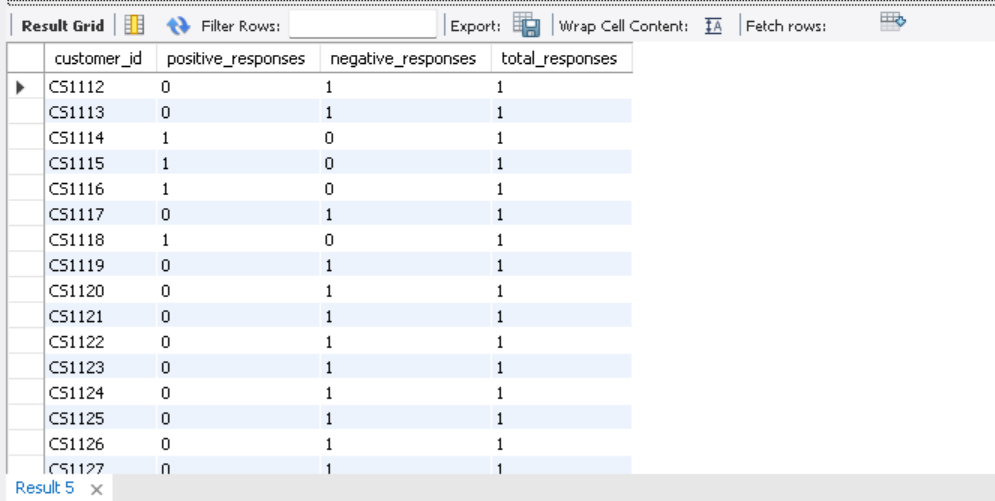 Result Grid Filter Rows: Export: Wrap Cell Content: IA Fetch rows:
customer_id positive_responses negative_responses total_responses
CS1112 0 1 1
CS1113 0 1 1
CS1114 1 0 1
CS1115 1 0 1
CS1116 1 0 1
CS1117 0 1 1
CS1118 1 0 1
CS1119 0 1 1
CS1120 0 1 1
CS1121 0 1 1
CS1122 0 1 1
CS1123 0 1 1
CS1124 0 1 1
CS1125 0 1 1
CS1126 0 1 1
CS1127 0 1 1
Result 5